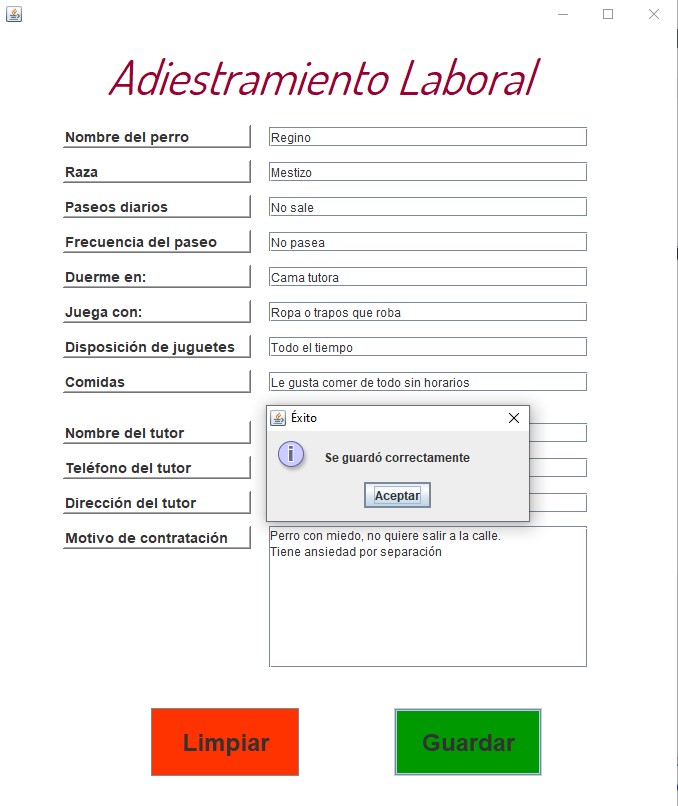 Adiestramiento Laboral
Nombre del perro Regino
Raza Mestizo
Paseos diarios No sale
Frecuencia del paseo No pasea
Duerme en: Cama tutora
Juega con: Ropa o trapos que roba
Disposición de juguetes Todo el tiempo
Comidas Le gusta comer de todo sin horarios
Éxito
Nombre del tutor
Se guardó correctamente
Teléfono del tutor
Aceptar
Dirección del tutor
Motivo de contratación Perro con miedo, no quiere salir a la calle.
Tiene ansiedad por separación
Limpiar Guardar